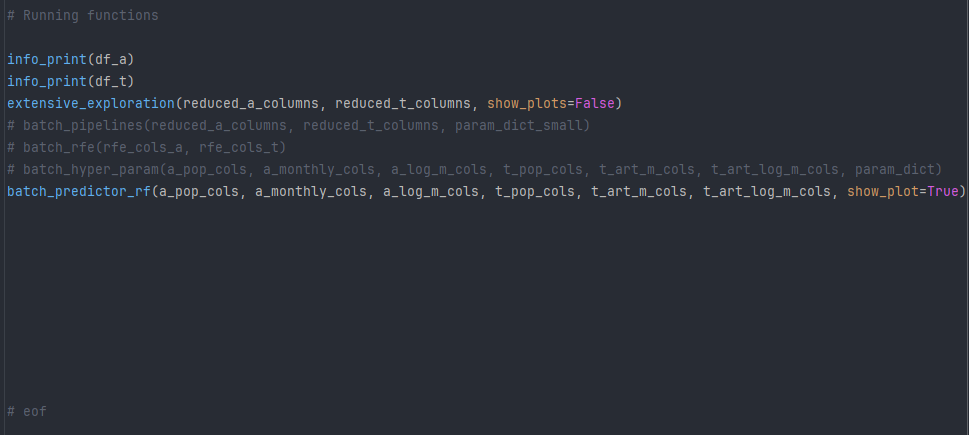 # Running functions
info_print(df_a)
info_print(df_t)
extensive_exploration(reduced_a_columns, reduced_t_columns, show_plots=False)
# batch_pipelines(reduced_a_columns, reduced_t_columns, param_dict_small)
# batch_rfe(rfe_cols_a, rfe_cols_t)
# batch_hyper_param(a_pop_cols, a_monthly_cols, a_log_m_cols, t_pop_cols, t_art_m_cols, t_art_log_m_cols, param_dict)
batch_predictor_rf(a_pop_cols, a_monthly_cols, a_log_m_cols, t_pop_cols, t_art_m_cols, t_art_log_m_cols, show_plot=True)
# eof